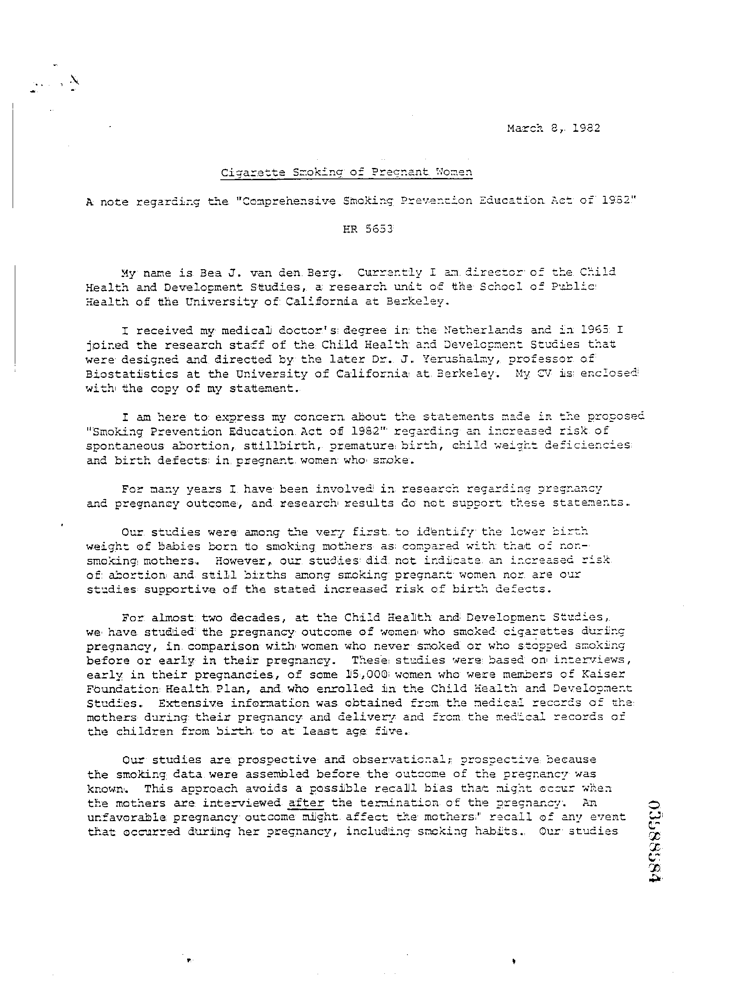 March 8, 1982
Cigarette Smoking of Pregnant Women
A note regarding the "Comprehensive Smoking Prevention Education Act of 1982"
HR 5653
My name is Bea J. van den Berg. Currently I am director of the Child
Health and Development Studies, a research unit of the School of Public
Health of the University of California at Berkeley.
I received my medical doctor's degree in the Netherlands and in 1965 I
joined the research staff of the Child Health and Development Studies that
were designed and directed by the later Dr. J. Yerushalmy, professor of
Biostatistics at the University of California at Berkeley. My CV is enclosed
with the copy of my statement.
I am here to express my concern about the statements made in the proposed
"Smoking Prevention Education Act of 1982" regarding an increased risk of
spontaneous abortion, stillbirth, premature birth, child weight deficiencies
and birth defects in pregnant women who smoke.
For many years I have been involved in research regarding pregnancy
and pregnancy outcome, and research results do not support these statements.
Our studies were among the very first to identify the lower birth
weight of babies born to smoking mothers as compared with that of non-
smoking mothers. However, our studies did not indicate an increased risk
of abortion and still births among smoking pregnant women nor are our
studies supportive of the stated increased risk of birth defects.
For almost two decades, at the Child Health and Development Studies,
we have studied the pregnancy outcome of women who smoked cigarettes during
pregnancy, in comparison with women who never smoked or who stopped smoking
before or early in their pregnancy. These studies were based on interviews,
early in their pregnancies, of some 15,000 women who were members of Kaiser
Foundation Health Plan, and who enrolled in the Child Health and Development
Studies. Extensive information was obtained from the medical records of the
mothers during their pregnancy and delivery and from the medical records of
the children from birth to at least age five.
Our studies are prospective and observational; prospective because
the smoking data were assembled before the outcome of the pregnancy was
known. This approach avoids a possible recall bias that might occur when
the mothers are interviewed after the termination of the pregnancy. An
unfavorable pregnancy outcome might affect the mothers' recall of any event
that occurred during her pregnancy, including smoking habits. Our studies
03588584